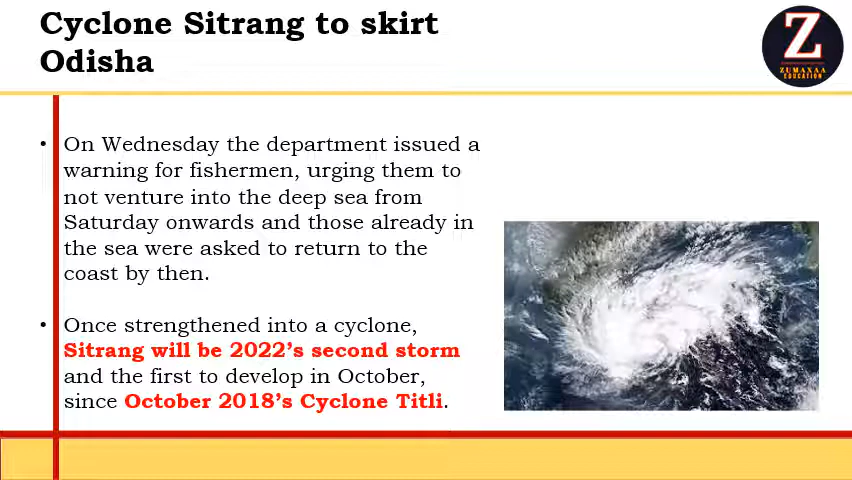 Cyclone Sitrang to skirt
Odisha
Z
ZUMAXAA
EDUCATION
• On Wednesday the department issued a
warning for fishermen, urging them to
not venture into the deep sea from
Saturday onwards and those already in
the sea were asked to return to the
coast by then.
• Once strengthened into a cyclone,
Sitrang will be 2022’s second storm
and the first to develop in October,
since October 2018’s Cyclone Titli.